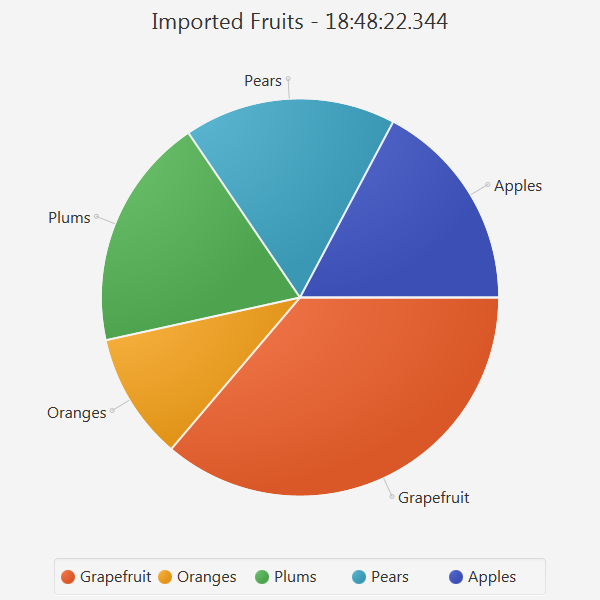 Imported Fruits - 18:48:22.344
Pears
Apples
Plums
Oranges
Grapefruit
Grapefruit Oranges Plums Pears Apples